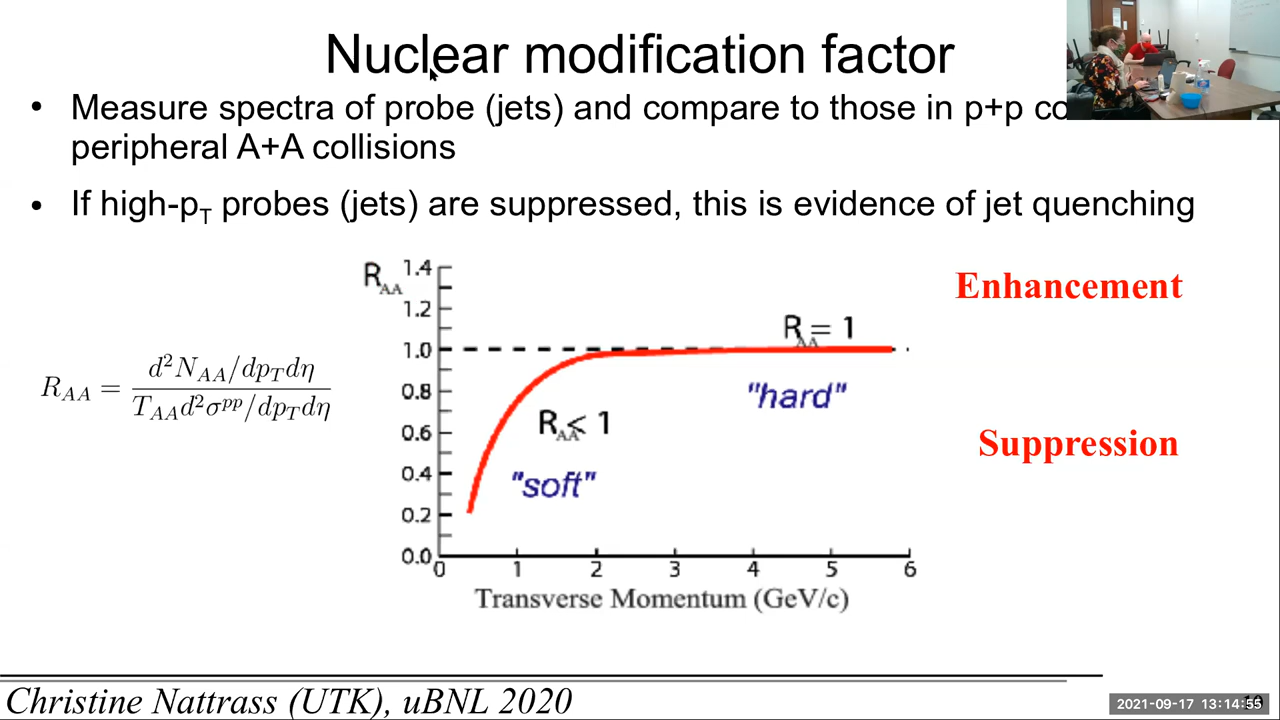 Nuclear modification factor
• Measure spectra of probe (jets) and compare to those in p+p
peripheral A+A collisions
• If high-pT probes (jets) are suppressed, this is evidence of jet quenching
RAA
1.4
1.2
1.0
0.8
0.6
0.4
0.2
0.0
RAA = 1
"hard"
RAA < 1
"soft"
0 1 2 3 4 5 6
Transverse Momentum (GeV/c)
RAA = d²NAA/dpTdη
TAAd²σᵖᵖ/dpTdη
Enhancement
Suppression
Christine Nattrass (UTK), uBNL 2020
2021-09-17 13:14:55